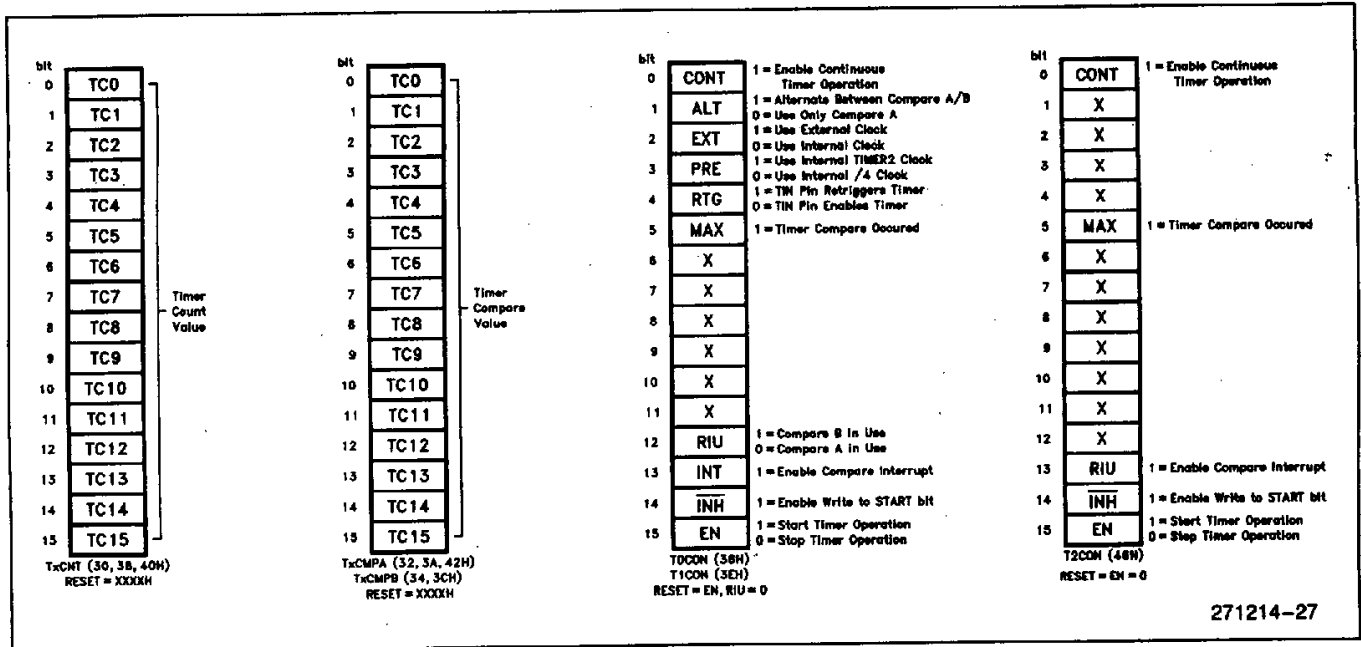 bit
0 TC0
1 TC1
2 TC2
3 TC3
4 TC4
5 TC5
6 TC6
7 TC7
8 TC8
9 TC9
10 TC10
11 TC11
12 TC12
13 TC13
14 TC14
15 TC15
Timer
Count
Value
TxCNT (30, 38, 40H)
RESET = XXXXH
bit
0 TC0
1 TC1
2 TC2
3 TC3
4 TC4
5 TC5
6 TC6
7 TC7
8 TC8
9 TC9
10 TC10
11 TC11
12 TC12
13 TC13
14 TC14
15 TC15
Timer
Compare
Value
TxCMPA (32, 3A, 42H)
TxCMPB (34, 3CH)
RESET = XXXXH
bit
0 CONT 1 = Enable Continuous
Timer Operation
1 ALT 1 = Alternate Between Compare A/B
0 = Use Only Compare A
2 EXT 1 = Use External Clock
0 = Use Internal Clock
3 PRE 1 = Use Internal TIMER2 Clock
0 = Use Internal /4 Clock
4 RTG 1 = TIN Pin Retriggers Timer
0 = TIN Pin Enables Timer
5 MAX 1 = Timer Compare Occured
6 X
7 X
8 X
9 X
10 X
11 X
12 RIU 1 = Compare B in Use
0 = Compare A in Use
13 INT 1 = Enable Compare Interrupt
14 INH 1 = Enable Write to START bit
15 EN 1 = Start Timer Operation
0 = Stop Timer Operation
T0CON (36H)
T1CON (3EH)
RESET = EN, RIU = 0
bit
0 CONT 1 = Enable Continuous
Timer Operation
1 X
2 X
3 X
4 X
5 MAX 1 = Timer Compare Occured
6 X
7 X
8 X
9 X
10 X
11 X
12 X
13 RIU 1 = Enable Compare Interrupt
14 INH 1 = Enable Write to START bit
15 EN 1 = Start Timer Operation
0 = Stop Timer Operation
T2CON (46H)
RESET = EN = 0
271214-27